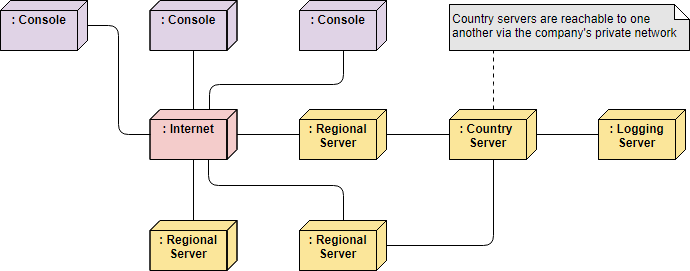 : Console
: Console
: Console
Country servers are reachable to one
another via the company's private network
: Internet
: Regional
Server
: Country
Server
: Logging
Server
: Regional
Server
: Regional
Server